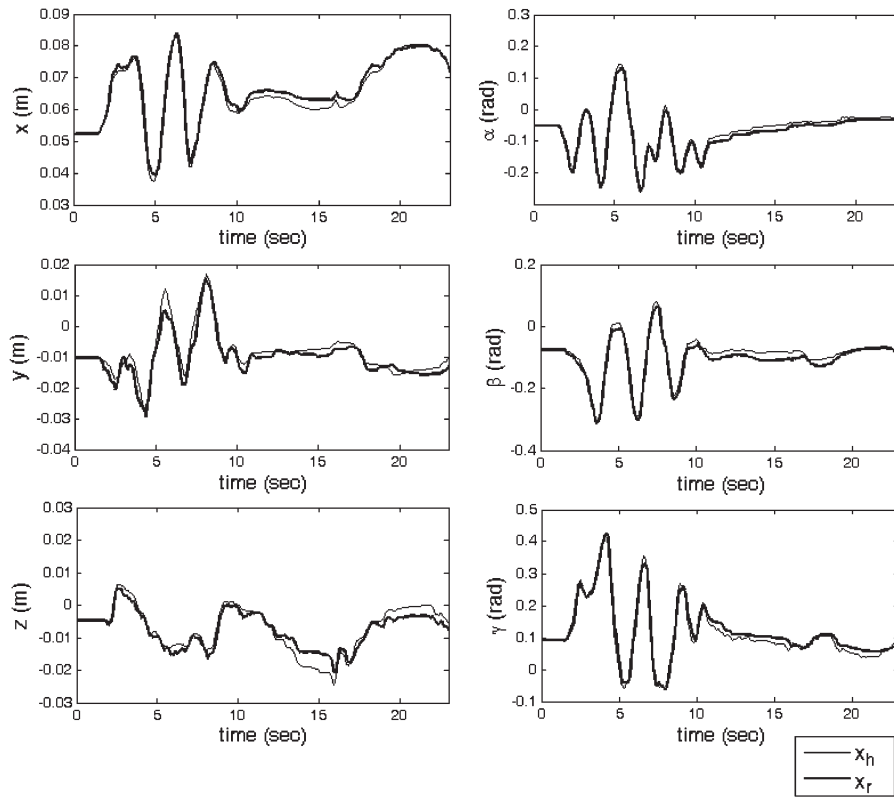 0.09
0.08
0.07
0.06
0.05
0.04
0.03
x (m)
0 5 10 15 20
time (sec)
0.3
0.2
0.1
0
-0.1
-0.2
α (rad)
0 5 10 15 20
time (sec)
0.02
0.01
0
-0.01
-0.02
-0.03
-0.04
y (m)
0 5 10 15 20
time (sec)
0.2
0
-0.2
-0.4
β (rad)
0 5 10 15 20
time (sec)
0.03
0.02
0.01
0
-0.01
-0.02
-0.03
z (m)
0 5 10 15 20
time (sec)
0.5
0.4
0.3
0.2
0.1
0
-0.1
γ (rad)
0 5 10 15 20
time (sec)
x_h
x_r